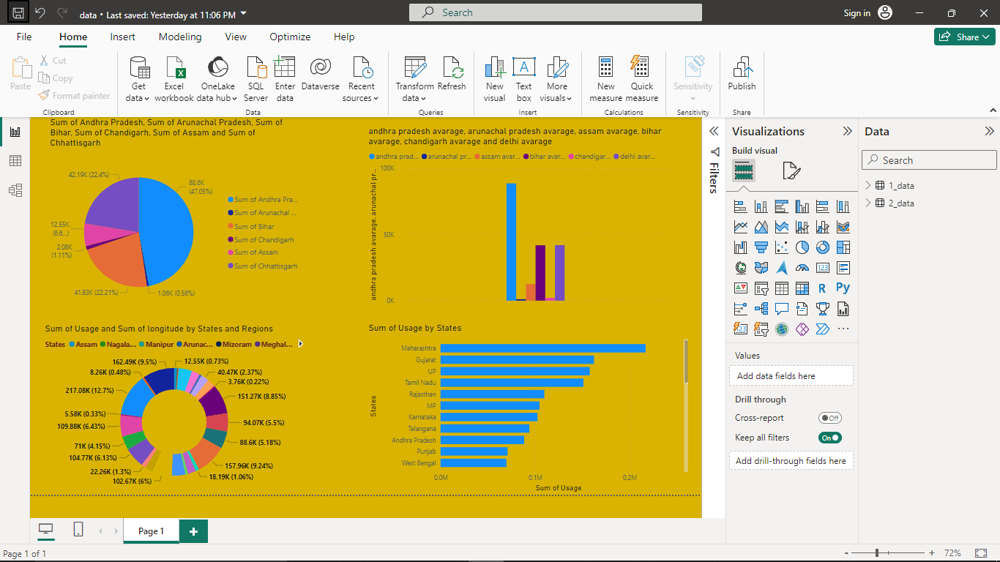 data • Last saved: Yesterday at 11:06 PM
Search
Sign in
File Home Insert Modeling View Optimize Help
Share
Paste
Cut
Copy
Format painter
Get data
Excel workbook
OneLake data hub
SQL Server
Enter data
Dataverse
Recent sources
Transform data
Refresh
New visual
Text box
More visuals
New measure
Quick measure
Sensitivity
Publish
Clipboard
Data
Queries
Insert
Calculations
Sensitivity
Share
Sum of Andhra Pradesh, Sum of Arunachal Pradesh, Sum of
Bihar, Sum of Chandigarh, Sum of Assam and Sum of
Chhattisgarh
42.19K (22.4%)
88.6K
(47.05%)
12.55K
(6.6...)
2.08K
(1.11%)
41.83K (22.21%)
1.06K (0.56%)
Sum of Andhra Pra...
Sum of Arunachal ...
Sum of Bihar
Sum of Chandigarh
Sum of Assam
Sum of Chhattisgarh
andhra pradesh avarage, arunachal pradesh avarage, assam avarage, bihar
avarage, chandigarh avarage and delhi avarage
andhra prad... arunachal pr... assam avar... bihar avar... chandigar... delhi avar...
andhra pradesh avarage, arunachal pr...
100K
50K
0K
Sum of Usage and Sum of longitude by States and Regions
States Assam Nagala... Manipur Arunac... Mizoram Meghal...
162.49K (9.5%)
12.55K (0.73%)
8.26K (0.48%)
40.47K (2.37%)
3.76K (0.22%)
217.08K (12.7%)
151.27K (8.85%)
5.58K (0.33%)
94.07K (5.5%)
109.88K (6.43%)
88.6K (5.18%)
71K (4.15%)
104.77K (6.13%)
157.96K (9.24%)
22.26K (1.3%)
18.19K (1.06%)
102.67K (6%)
Sum of Usage by States
States
Maharashtra
Gujarat
UP
Tamil Nadu
Rajasthan
MP
Karnataka
Telangana
Andhra Pradesh
Punjab
West Bengal
0.0M 0.1M 0.2M
Sum of Usage
Filters
Visualizations
Build visual
123
R
Py
123
Values
Add data fields here
Drill through
Cross-report
Off
Keep all filters
On
Add drill-through fields here
Data
Search
1_data
2_data
Page 1
Page 1 of 1
72%